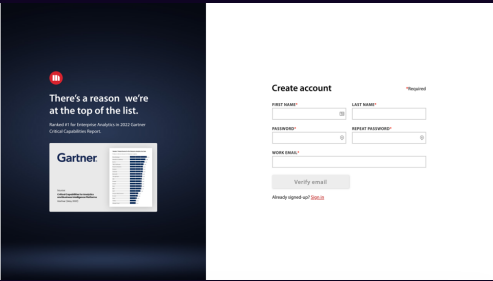 There's a reason we're
at the top of the list.
Ranked #1 for Enterprise Analytics in 2022 Gartner
Critical Capabilities Report.
Gartner
Create account
*Required
FIRST NAME*
LAST NAME*
PASSWORD*
REPEAT PASSWORD*
WORK EMAIL*
Verify email
Already signed-up? Sign in